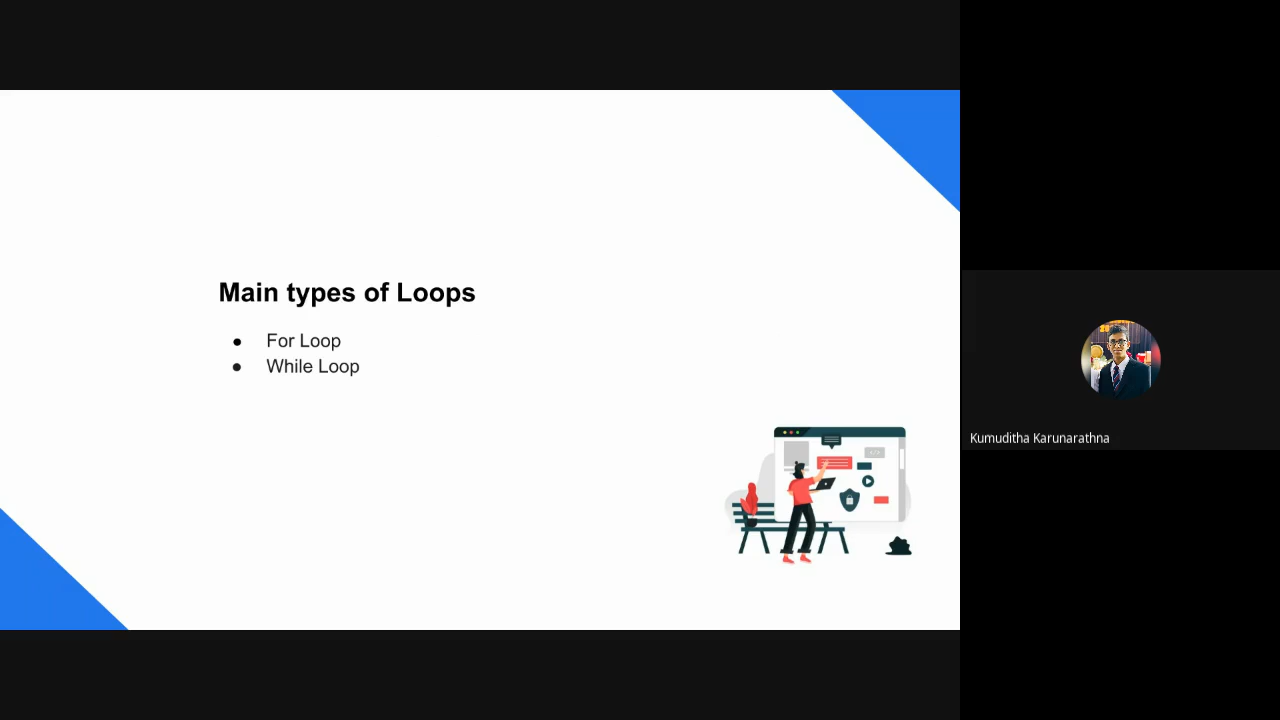 Main types of Loops
● For Loop
● While Loop
Kumuditha Karunarathna